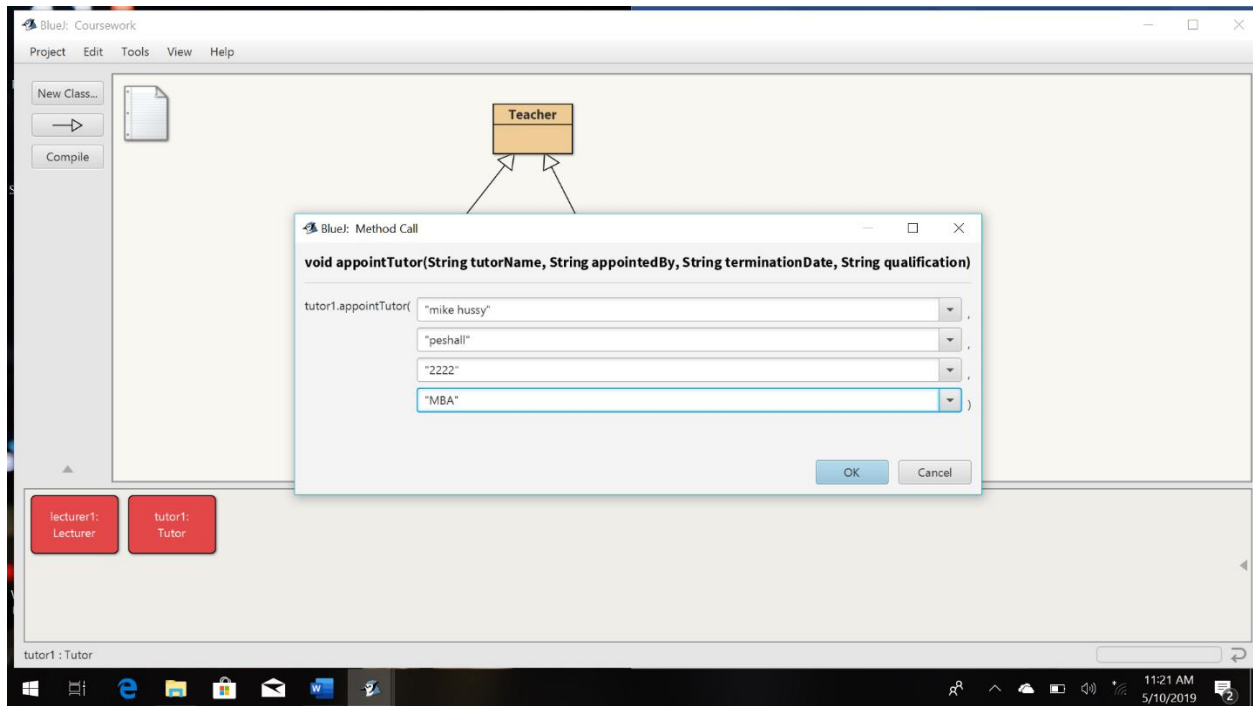 BlueJ: Coursework
Project Edit Tools View Help
New Class...
Compile
Teacher
BlueJ: Method Call
void appointTutor(String tutorName, String appointedBy, String terminationDate, String qualification)
tutor1.appointTutor( "mike hussy" ,
"peshall" ,
"2222" ,
"MBA" )
OK Cancel
lecturer1:
Lecturer
tutor1:
Tutor
tutor1 : Tutor
11:21 AM
5/10/2019
2